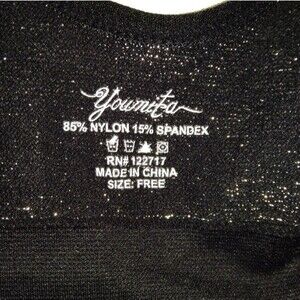 Youmita
85% NYLON 15% SPANDEX
RN# 122717
MADE IN CHINA
SIZE: FREE